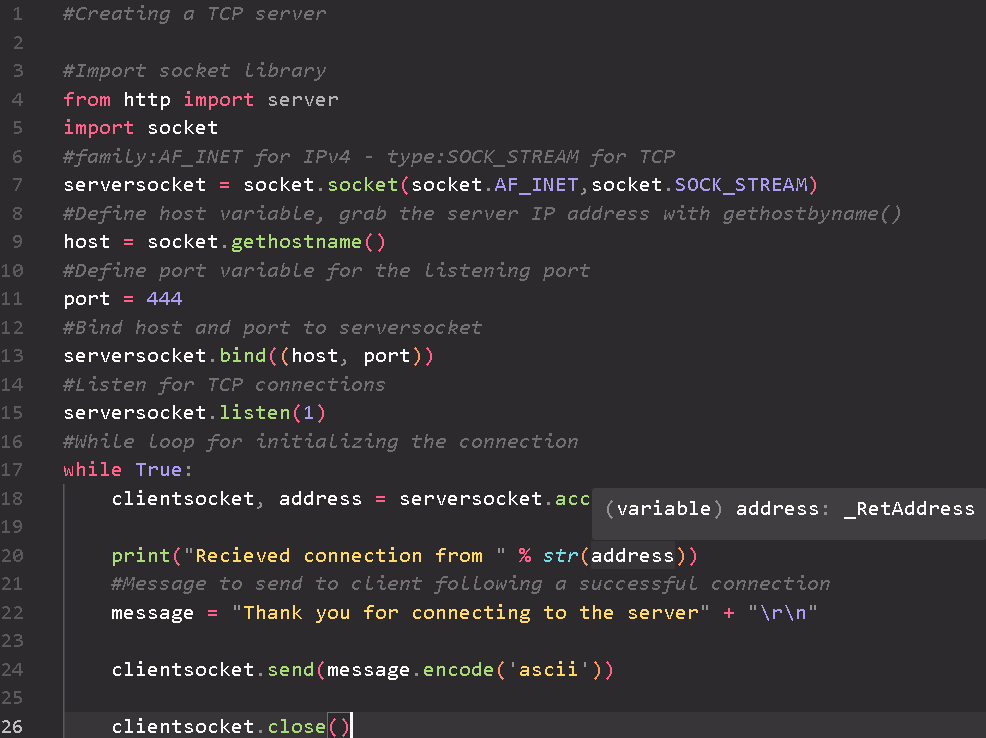 1 #Creating a TCP server
2
3 #Import socket library
4 from http import server
5 import socket
6 #family:AF_INET for IPv4 - type:SOCK_STREAM for TCP
7 serversocket = socket.socket(socket.AF_INET,socket.SOCK_STREAM)
8 #Define host variable, grab the server IP address with gethostbyname()
9 host = socket.gethostname()
10 #Define port variable for the listening port
11 port = 444
12 #Bind host and port to serversocket
13 serversocket.bind((host, port))
14 #Listen for TCP connections
15 serversocket.listen(1)
16 #While loop for initializing the connection
17 while True:
18     clientsocket, address = serversocket.acc (variable) address: _RetAddress
19
20     print("Recieved connection from " % str(address))
21     #Message to send to client following a successful connection
22     message = "Thank you for connecting to the server" + "\r\n"
23
24     clientsocket.send(message.encode('ascii'))
25
26     clientsocket.close()